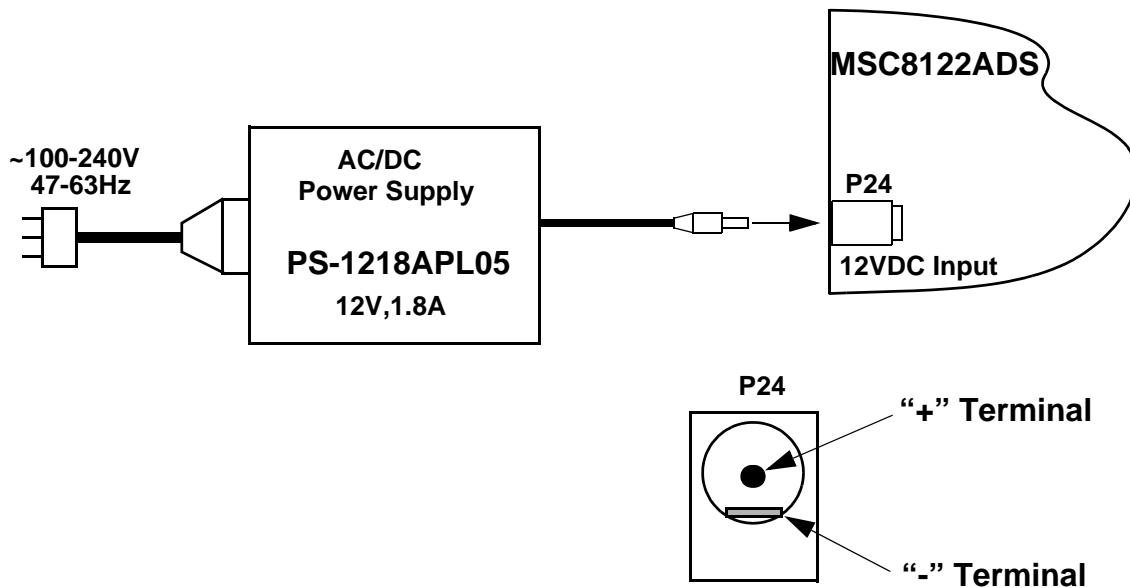 MSC8122ADS
~100-240V
47-63Hz
AC/DC
Power Supply
PS-1218APL05
12V,1.8A
P24
12VDC Input
P24
“+” Terminal
“-” Terminal